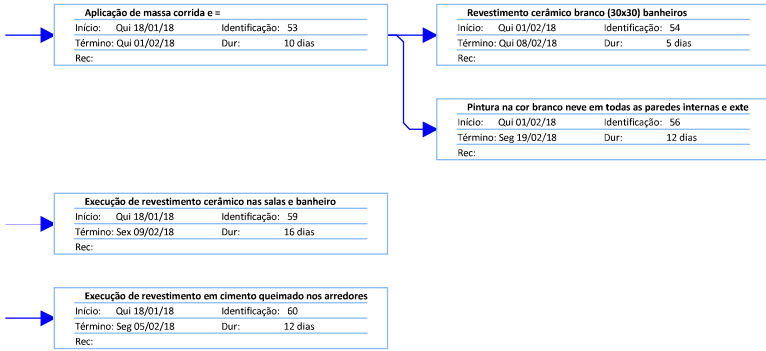 Aplicação de massa corrida e =
Início: Qui 18/01/18 Identificação: 53
Término: Qui 01/02/18 Dur: 10 dias
Rec:
Revestimento cerâmico branco (30x30) banheiros
Início: Qui 01/02/18 Identificação: 54
Término: Qui 08/02/18 Dur: 5 dias
Rec:
Pintura na cor branco neve em todas as paredes internas e exte
Início: Qui 01/02/18 Identificação: 56
Término: Seg 19/02/18 Dur: 12 dias
Rec:
Execução de revestimento cerâmico nas salas e banheiro
Início: Qui 18/01/18 Identificação: 59
Término: Sex 09/02/18 Dur: 16 dias
Rec:
Execução de revestimento em cimento queimado nos arredores
Início: Qui 18/01/18 Identificação: 60
Término: Seg 05/02/18 Dur: 12 dias
Rec: